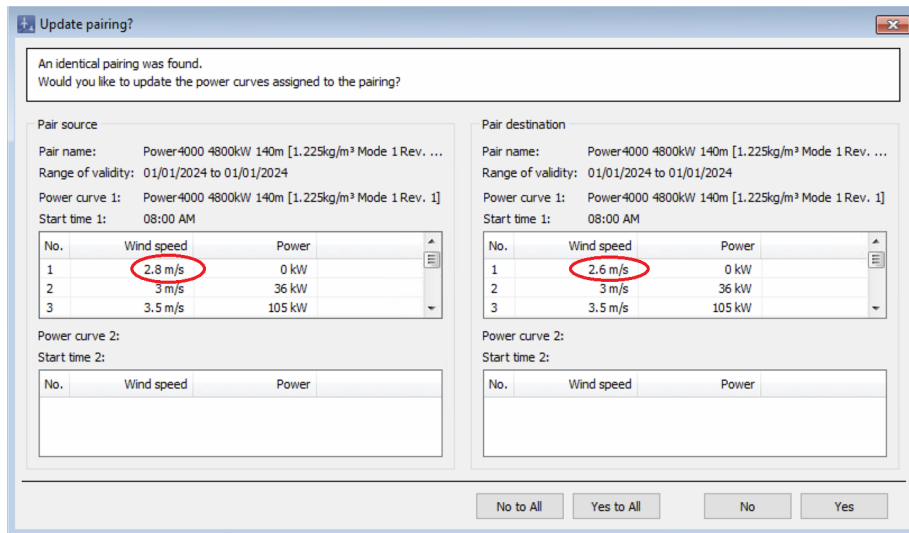 Update pairing?
An identical pairing was found.
Would you like to update the power curves assigned to the pairing?
Pair source
Pair name: Power4000 4800kW 140m [1.225kg/m³ Mode 1 Rev. ...
Range of validity: 01/01/2024 to 01/01/2024
Power curve 1: Power4000 4800kW 140m [1.225kg/m³ Mode 1 Rev. 1]
Start time 1: 08:00 AM
No. Wind speed Power
1 2.8 m/s 0 kW
2 3 m/s 36 kW
3 3.5 m/s 105 kW
Power curve 2:
Start time 2:
No. Wind speed Power
Pair destination
Pair name: Power4000 4800kW 140m [1.225kg/m³ Mode 1 Rev. ...
Range of validity: 01/01/2024 to 01/01/2024
Power curve 1: Power4000 4800kW 140m [1.225kg/m³ Mode 1 Rev. 1]
Start time 1: 08:00 AM
No. Wind speed Power
1 2.6 m/s 0 kW
2 3 m/s 36 kW
3 3.5 m/s 105 kW
Power curve 2:
Start time 2:
No. Wind speed Power
No to All Yes to All No Yes